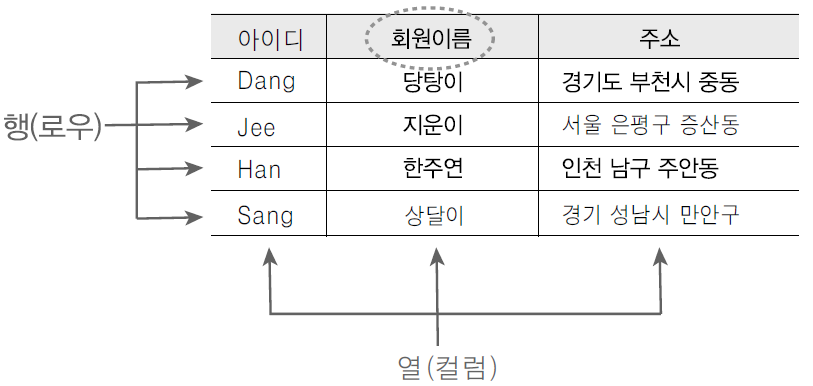 아이디 회원이름 주소
Dang 당탕이 경기도 부천시 중동
행(로우)
Jee 지운이 서울 은평구 증산동
Han 한주연 인천 남구 주안동
Sang 상달이 경기 성남시 만안구
열(컬럼)